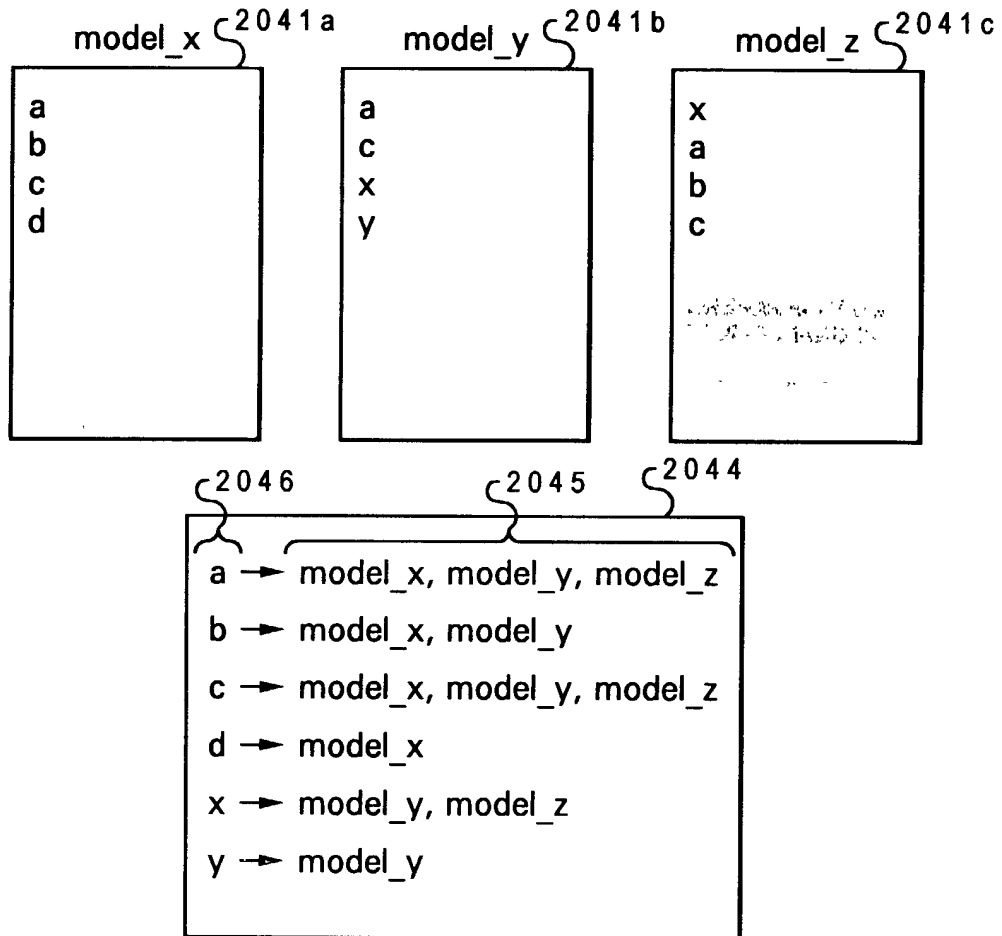 model_x 2041a
a
b
c
d
model_y 2041b
a
c
x
y
model_z 2041c
x
a
b
c
2046 2045 2044
a → model_x, model_y, model_z
b → model_x, model_y
c → model_x, model_y, model_z
d → model_x
x → model_y, model_z
y → model_y